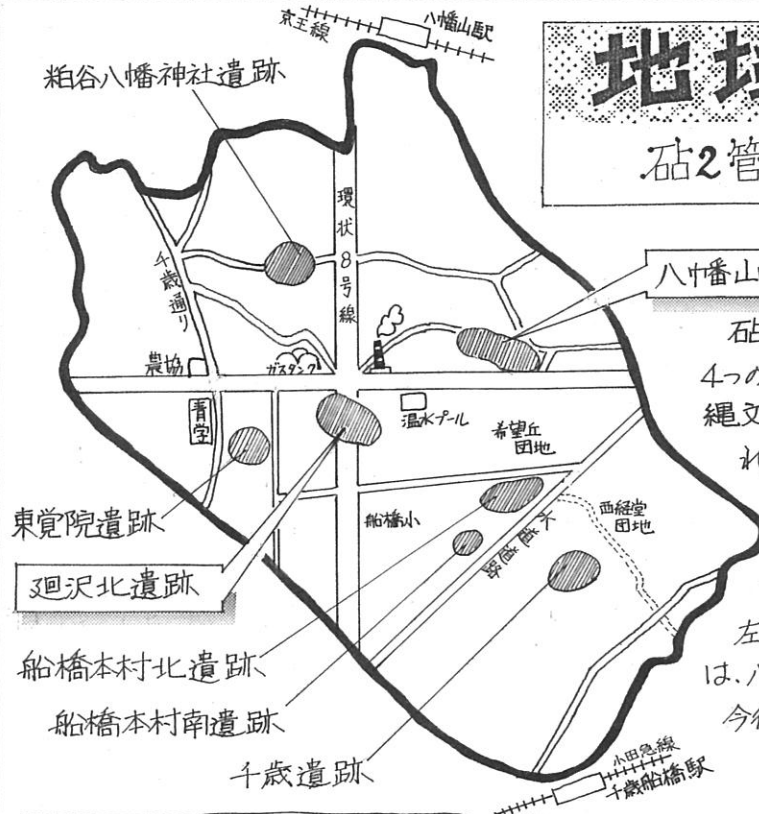 京王線
八幡山駅
粕谷八幡神社遺跡
地
砧2管
環状8号線
千歳通り
八幡山
砧
4つの
縄文
れ
農協
ガスタンク
青学
温水プール
希望丘
団地
東覚院遺跡
船橋小
水道道路
西経堂
団地
廻沢北遺跡
船橋本村北遺跡
船橋本村南遺跡
千歳遺跡
左
は、八
今後
小田急線
千歳船橋駅